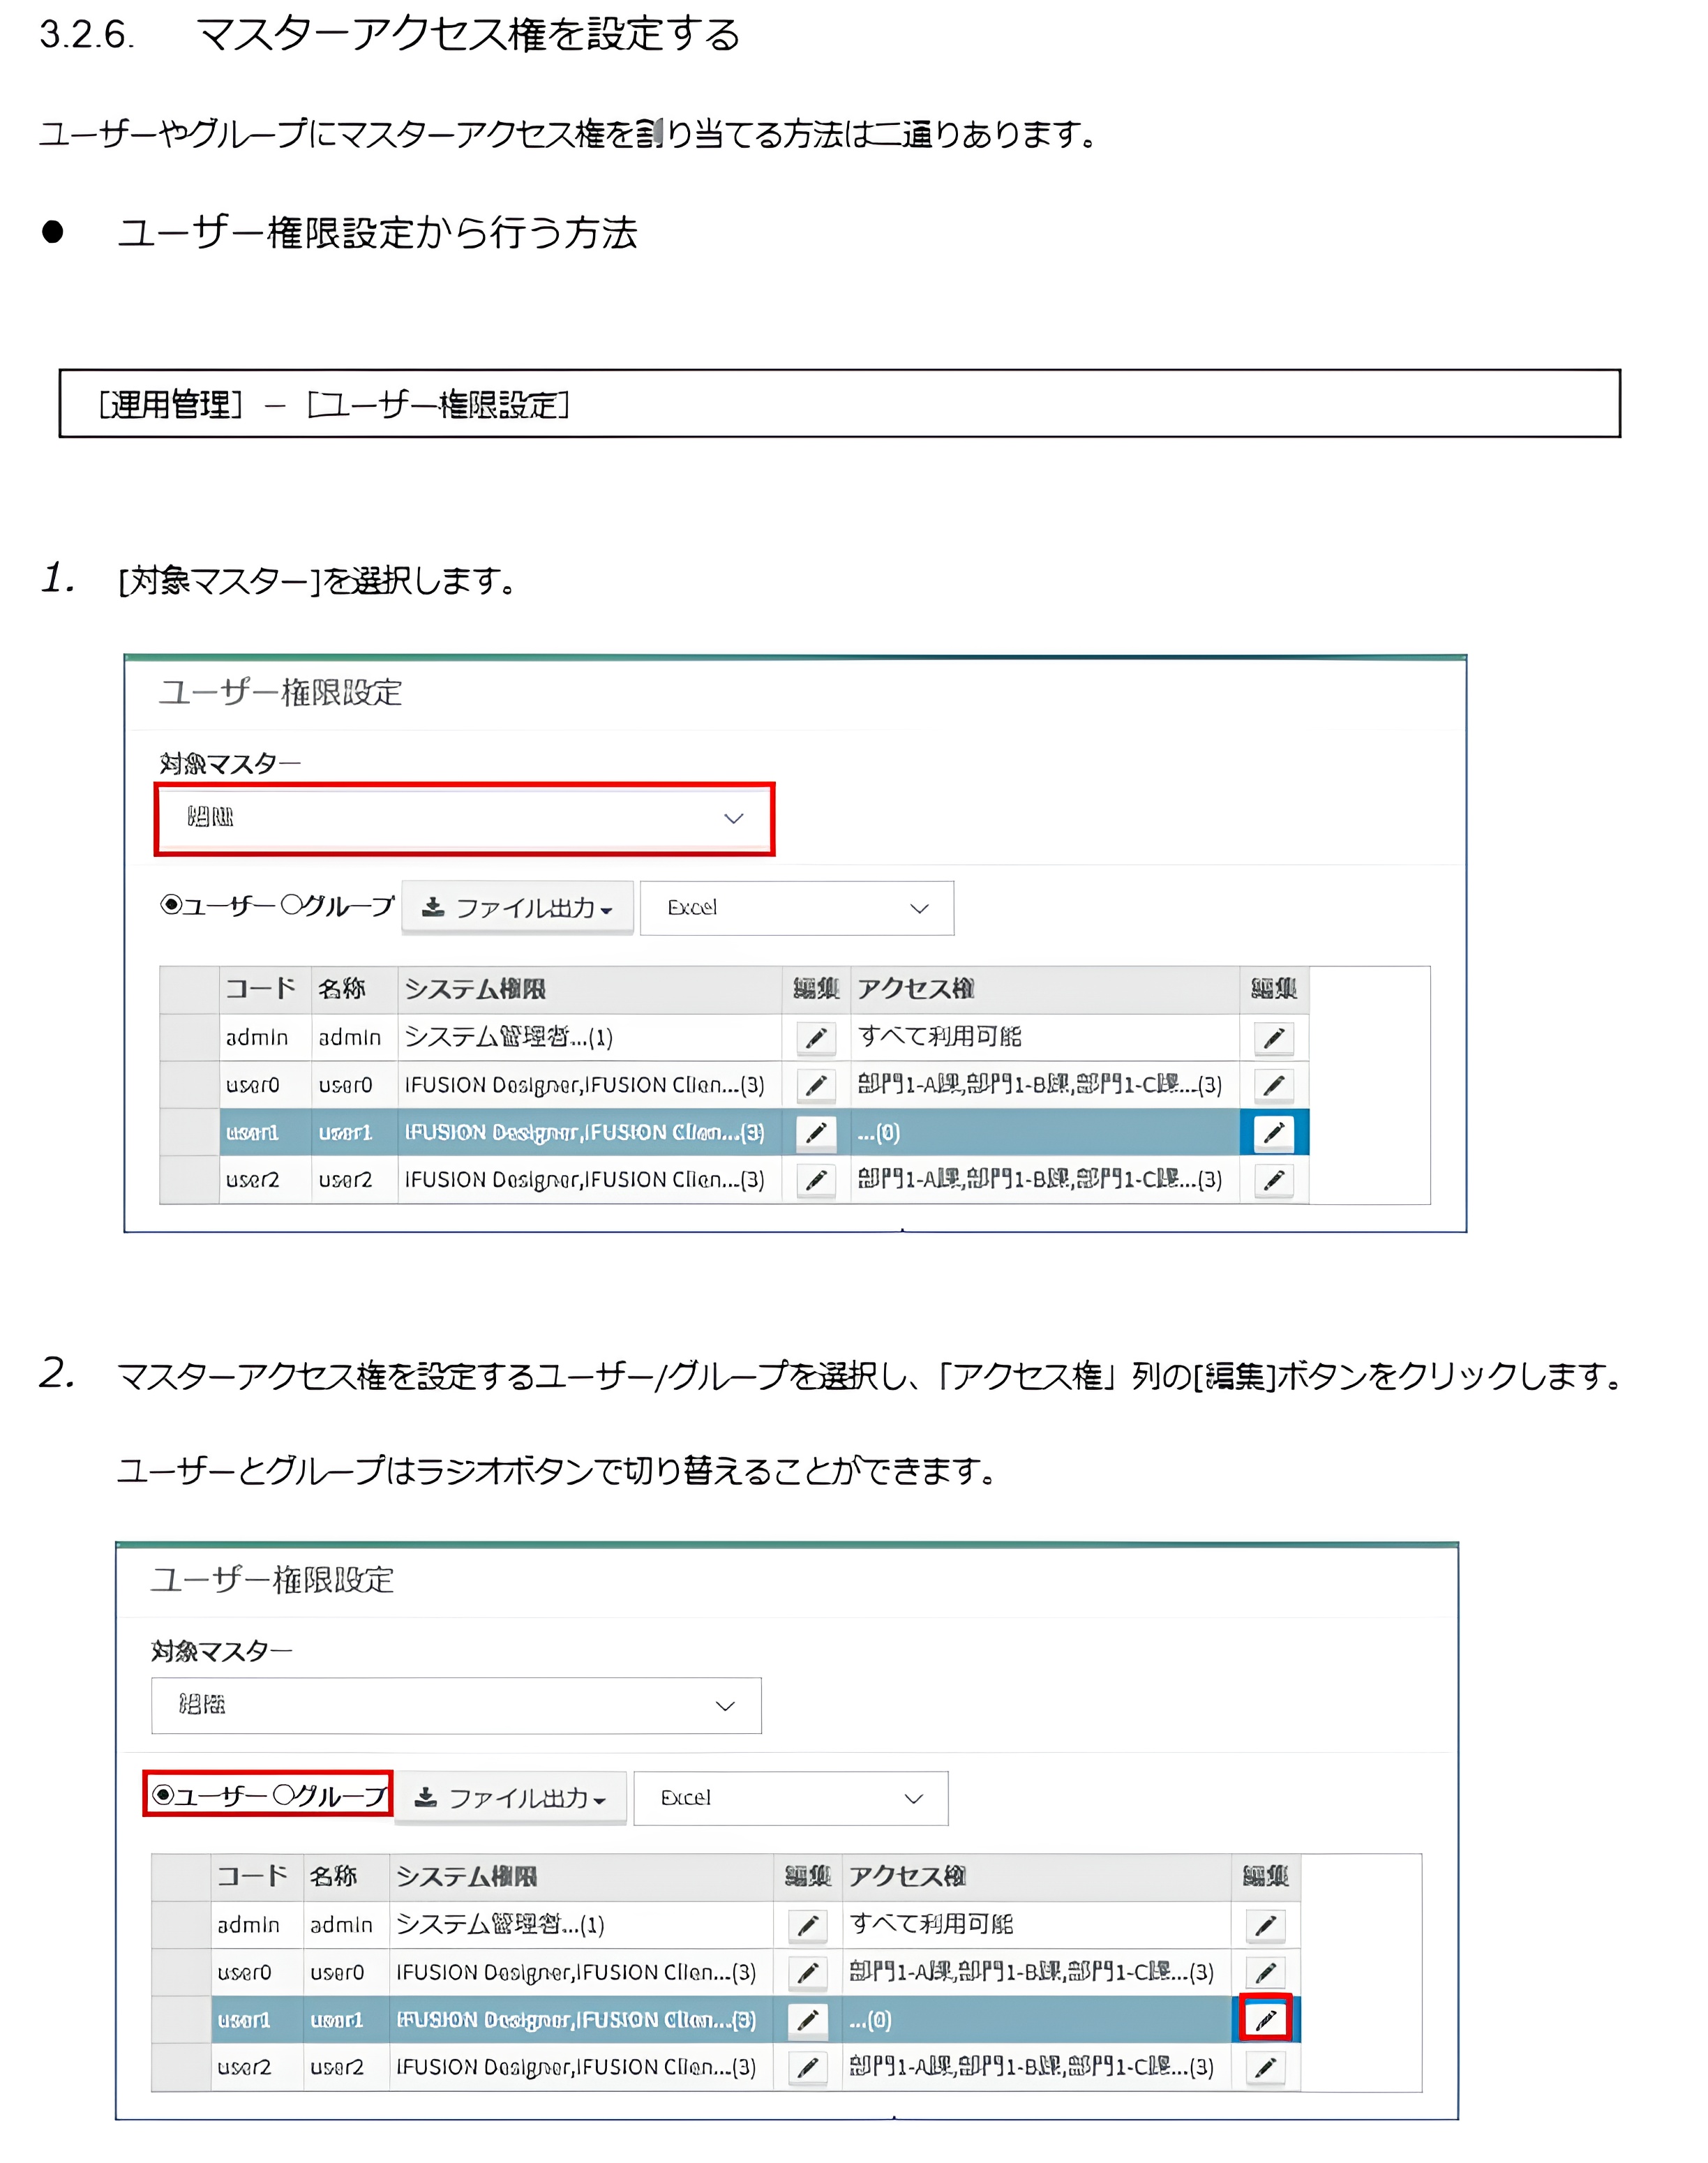 3.2.6. マスターアクセス権を設定する
ユーザーやグループにマスターアクセス権を割り当てる方法は二通りあります。
● ユーザー権限設定から行う方法
[運用管理] － [ユーザー権限設定]
1. [対象マスター]を選択します。
ユーザー権限設定
対象マスター
◉ユーザー〇グループ ファイル出力 Excel
コード 名称 システム権限 編集 アクセス権 編集
admin admin システム管理者...(1) すべて利用可能
user0 user0 iFUSION Designer,iFUSION Clien...(3) 部門1-A課,部門1-B課,部門1-C課...(3)
user1 user1 iFUSION Designer,iFUSION Clien...(3) ...(0)
user2 user2 iFUSION Designer,iFUSION Clien...(3) 部門1-A課,部門1-B課,部門1-C課...(3)
2. マスターアクセス権を設定するユーザー/グループを選択し、「アクセス権」列の[編集]ボタンをクリックします。
ユーザーとグループはラジオボタンで切り替えることができます。
ユーザー権限設定
対象マスター
◉ユーザー〇グループ ファイル出力 Excel
コード 名称 システム権限 編集 アクセス権 編集
admin admin システム管理者...(1) すべて利用可能
user0 user0 iFUSION Designer,iFUSION Clien...(3) 部門1-A課,部門1-B課,部門1-C課...(3)
user1 user1 iFUSION Designer,iFUSION Clien...(3) ...(0)
user2 user2 iFUSION Designer,iFUSION Clien...(3) 部門1-A課,部門1-B課,部門1-C課...(3)